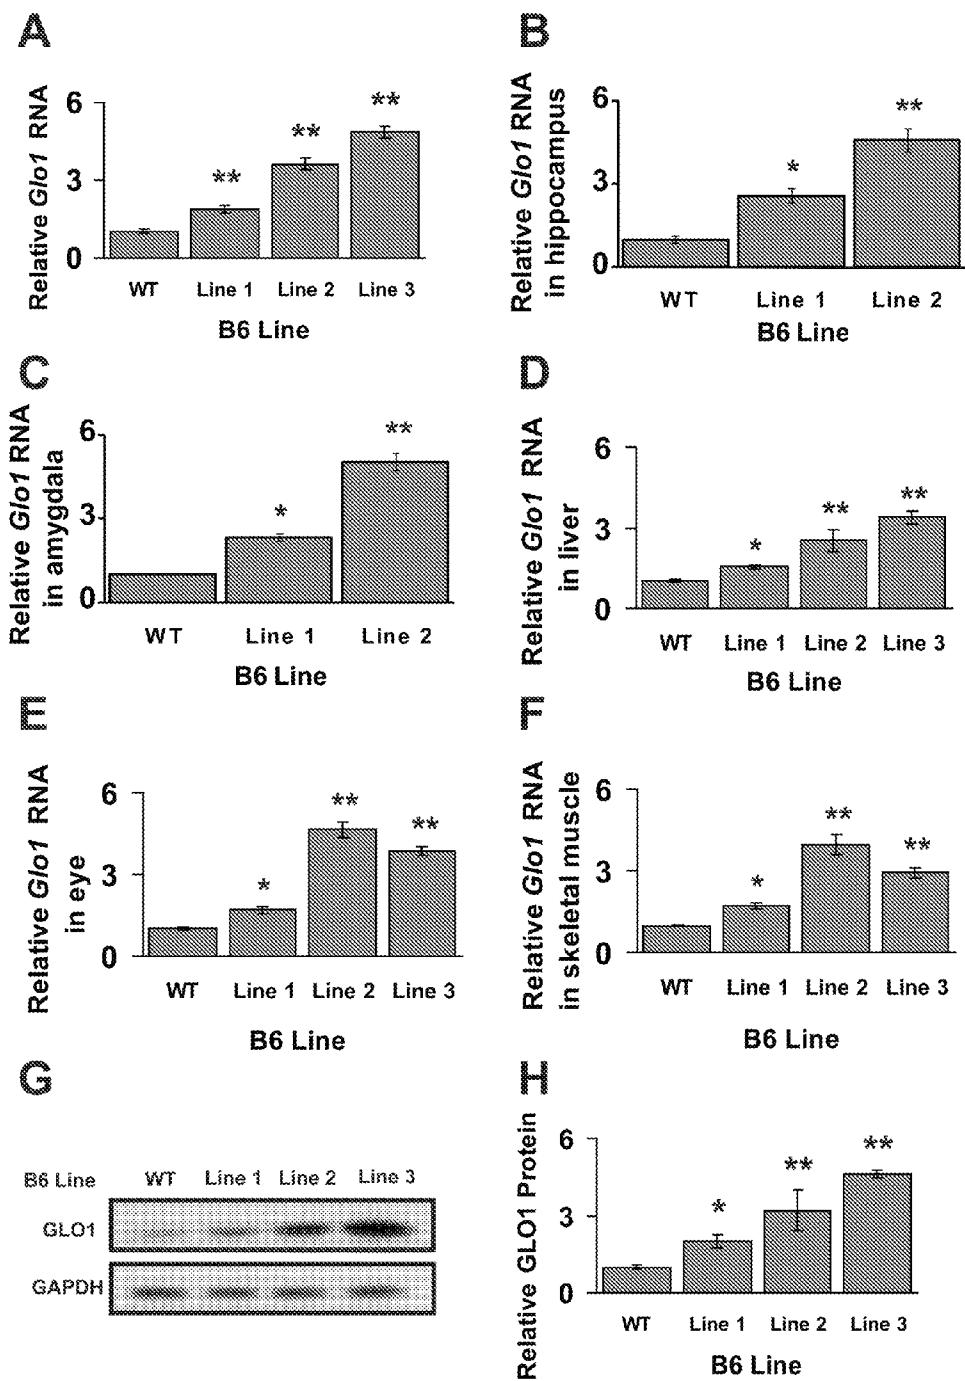 A
Relative Glo1 RNA
6
3
0
** ** **
WT Line 1 Line 2 Line 3
B6 Line
B
Relative Glo1 RNA
in hippocampus
6
3
0
* **
WT Line 1 Line 2
B6 Line
C
Relative Glo1 RNA
in amygdala
6
3
0
* **
WT Line 1 Line 2
B6 Line
D
Relative Glo1 RNA
in liver
6
3
0
* ** **
WT Line 1 Line 2 Line 3
B6 Line
E
Relative Glo1 RNA
in eye
6
3
0
* ** **
WT Line 1 Line 2 Line 3
B6 Line
F
Relative Glo1 RNA
in skeletal muscle
6
3
0
* ** **
WT Line 1 Line 2 Line 3
B6 Line
G
B6 Line WT Line 1 Line 2 Line 3
GLO1
GAPDH
H
Relative GLO1 Protein
6
3
0
* ** **
WT Line 1 Line 2 Line 3
B6 Line